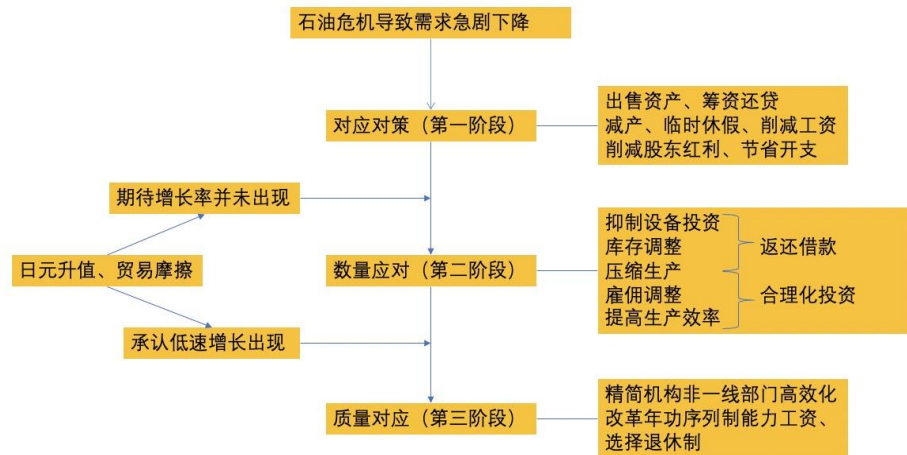 石油危机导致需求急剧下降
对应对策（第一阶段）
出售资产、筹资还贷
减产、临时休假、削减工资
削减股东红利、节省开支
期待增长率并未出现
日元升值、贸易摩擦
数量应对（第二阶段）
抑制设备投资
库存调整
压缩生产
雇佣调整
提高生产效率
返还借款
合理化投资
承认低速增长出现
质量对应（第三阶段）
精简机构非一线部门高效化
改革年功序列制能力工资、
选择退休制